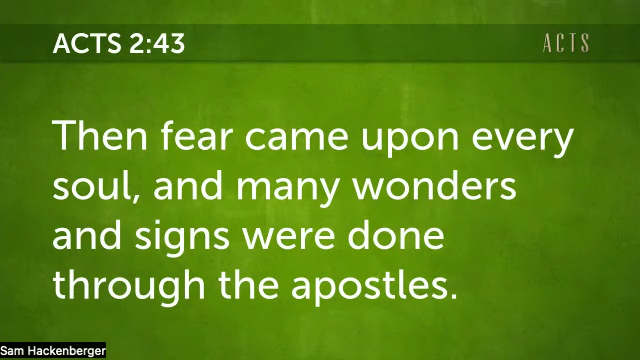 ACTS 2:43
ACTS
Then fear came upon every
soul, and many wonders
and signs were done
through the apostles.
Sam Hackenberger